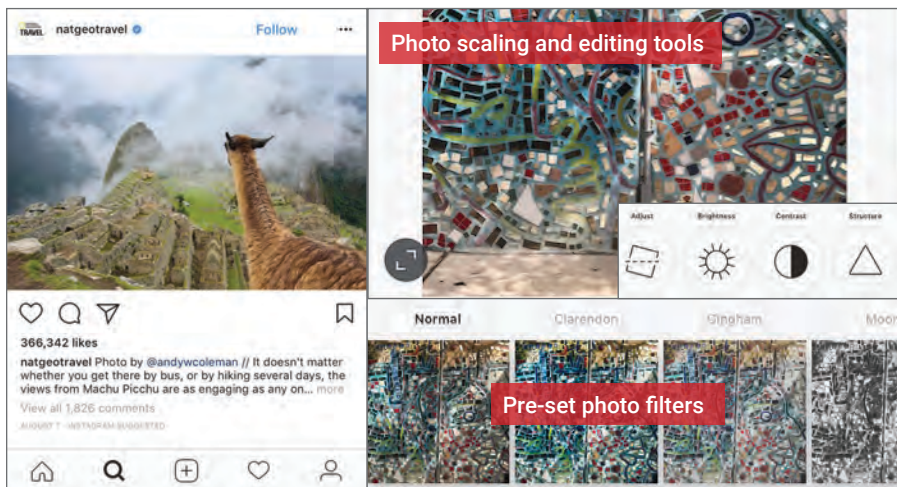 TRAVEL
natgeotravel
Follow
366,342 likes
natgeotravel Photo by @andywcoleman // It doesn't matter
whether you get there by bus, or by hiking several days, the
views from Machu Picchu are as engaging as any on... more
View all 1,826 comments
AUGUST 7 · INSTAGRAM SUGGESTED
Photo scaling and editing tools
Adjust
Brightness
Contrast
Structure
Normal
Clarendon
Gingham
Moon
Pre-set photo filters